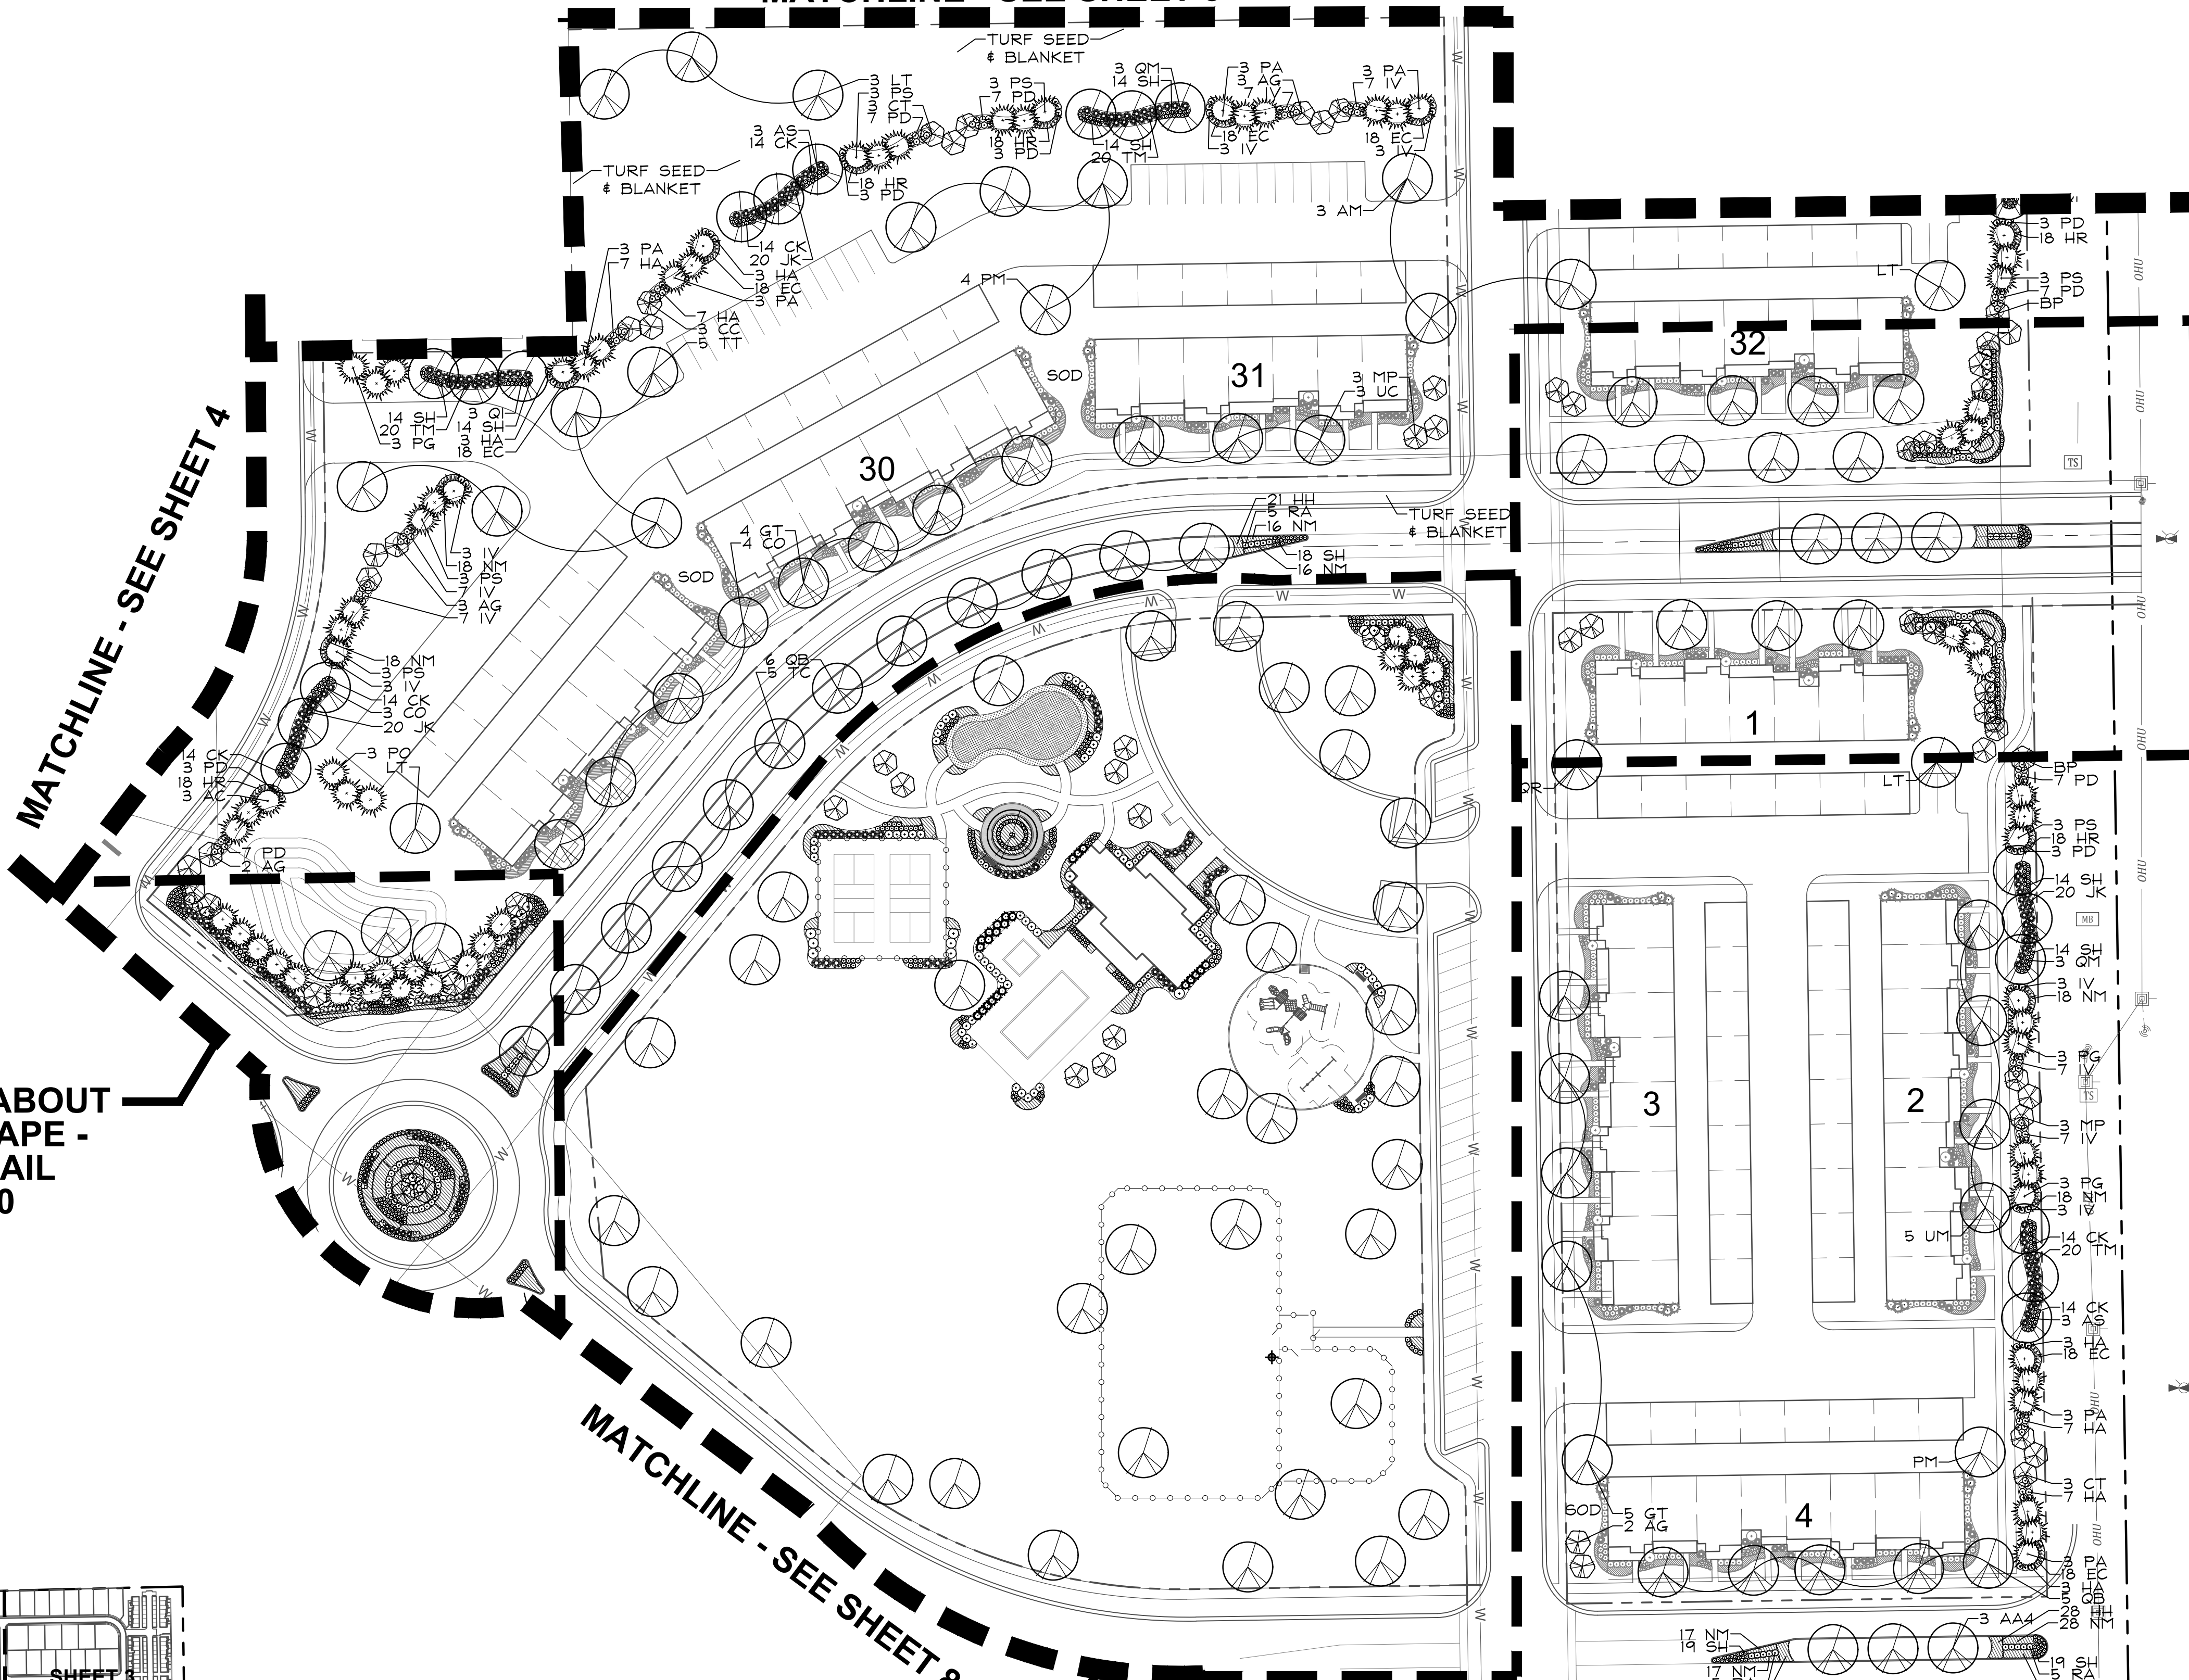 TURF SEED
& BLANKET
3 LT
3 PS
3 CT
7 PD
3 PS
7 PD
3 QM
14 SH
3 PA
3 AG
7 IV
3 PA
7 IV
3 AS
14 CK
18 HR
3 PD
14 SH
20 TM
18 EC
3 IV
18 EC
3 IV
TURF SEED
& BLANKET
18 HR
3 PD
3 AM
3 PD
18 HR
3 PA
7 HA
14 CK
20 JK
3 HA
18 EC
3 PA
4 PM
LT
3 PS
7 PD
BP
OHU
7 HA
3 CC
5 TT
32
31
SOD
3 MP
3 UC
OHU
14 SH
20 TM
3 PG
3 QI
14 SH
3 HA
18 EC
MATCHLINE - SEE SHEET 4
30
TS
21 HH
5 RA
16 NM
TURF SEED
& BLANKET
4 GT
4 CO
18 SH
16 NM
3 IV
18 NM
3 PS
7 IV
3 AG
7 IV
SOD
OHU
18 NM
3 PS
3 IV
14 CK
3 CO
20 JK
6 QB
5 TC
1
OHU
14 CK
3 PD
18 HR
3 AC
3 PO
LT
QR
LT
BP
7 PD
3 PS
18 HR
3 PD
7 PD
2 AG
OHU
14 SH
20 JK
MB
14 SH
3 QM
3 IV
18 NM
3 PG
7 IV
TS
ABOUT
APE -
AIL
0
3
2
3 MP
7 IV
3 PG
18 NM
3 IV
5 UM
14 CK
20 TM
14 CK
3 AS
3 HA
18 EC
OHU
3 PA
7 HA
MATCHLINE - SEE SHEET 8
PM
3 CT
7 HA
SOD
5 GT
2 AG
4
OHU
3 PA
18 EC
3 HA
5 QB
28 HH
28 NM
3 AA4
17 NM
19 SH
17 NM
19 SH
5 RA
SHEET 3